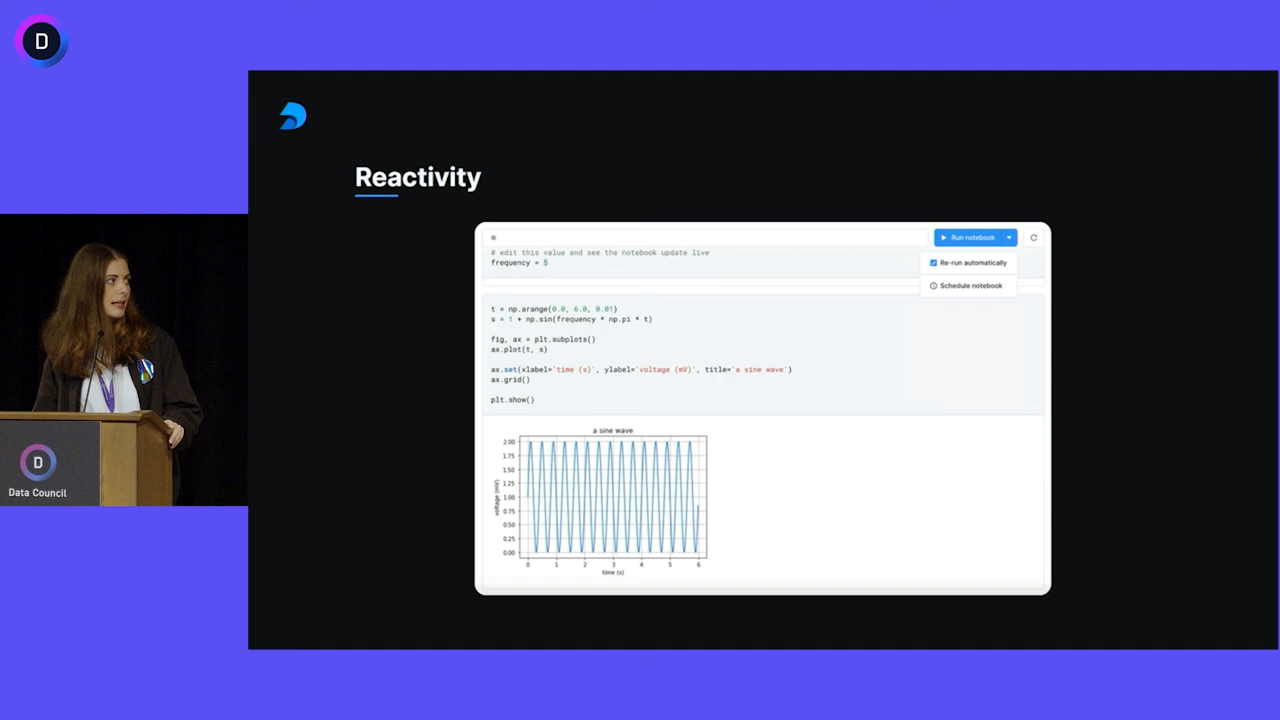 D
Reactivity
Run notebook
# edit this value and see the notebook update live
frequency = 5
Re-run automatically
Schedule notebook
t = np.arange(0.0, 6.0, 0.01)
s = 1 + np.sin(frequency * np.pi * t)
fig, ax = plt.subplots()
ax.plot(t, s)
ax.set(xlabel='time (s)', ylabel='voltage (mV)', title='a sine wave')
ax.grid()
plt.show()
a sine wave
2.00
1.75
1.50
1.25
1.00
0.75
0.50
0.25
0.00
voltage (mV)
0 1 2 3 4 5 6
time (s)
D
Data Council